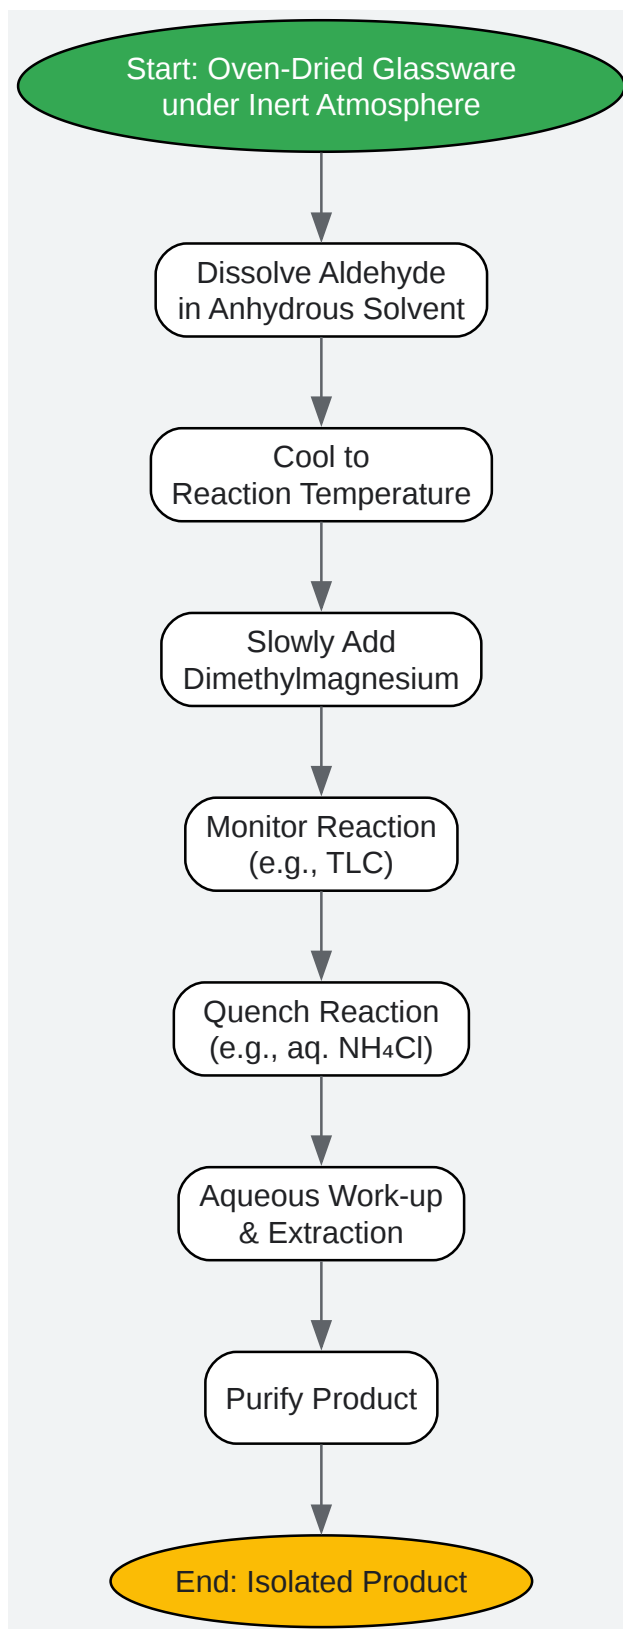 Start: Oven-Dried Glassware
under Inert Atmosphere
Dissolve Aldehyde
in Anhydrous Solvent
Cool to
Reaction Temperature
Slowly Add
Dimethylmagnesium
Monitor Reaction
(e.g., TLC)
Quench Reaction
(e.g., aq. NH₄Cl)
Aqueous Work-up
& Extraction
Purify Product
End: Isolated Product